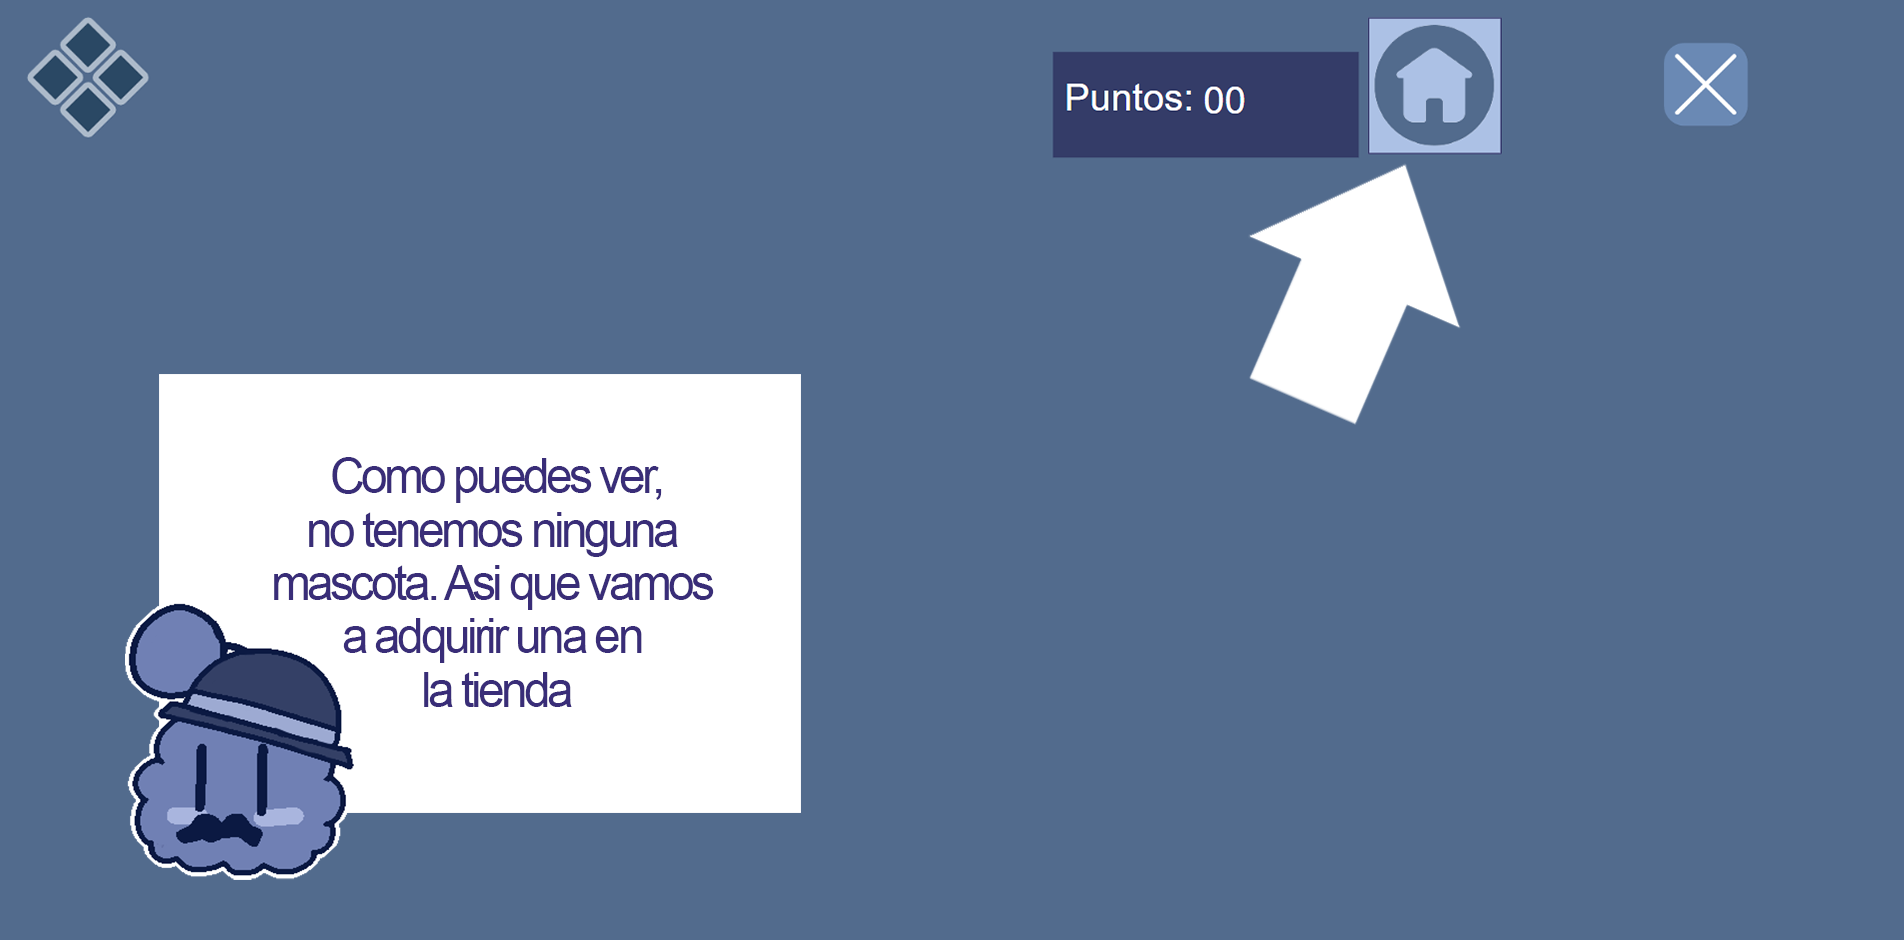 Puntos: 00
Como puedes ver,
no tenemos ninguna
mascota. Asi que vamos
a adquirir una en
la tienda